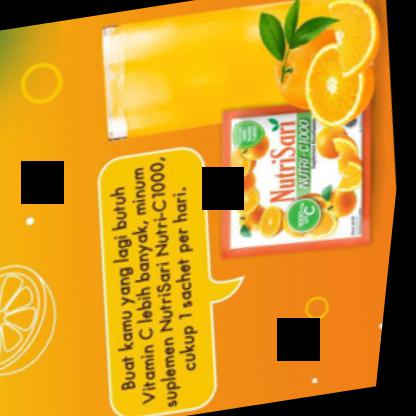 Buat kamu yang lagi butuh
Vitamin C lebih banyak, minum
suplemen NutriSari Nutri-C1000,
cukup 1 sachet per hari.
NutriSari
NUTRI-C1000